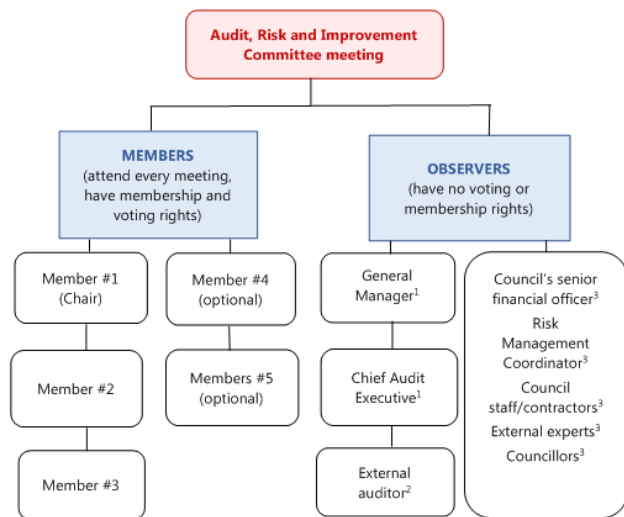 Audit, Risk and Improvement
Committee meeting
MEMBERS
(attend every meeting,
have membership and
voting rights)
OBSERVERS
(have no voting or
membership rights)
Member #1
(Chair)
Member #2
Member #3
Member #4
(optional)
Members #5
(optional)
General
Manager¹
Chief Audit
Executive¹
External
auditor²
Council's senior
financial officer³
Risk
Management
Coordinator³
Council
staff/contractors³
External experts³
Councillors³